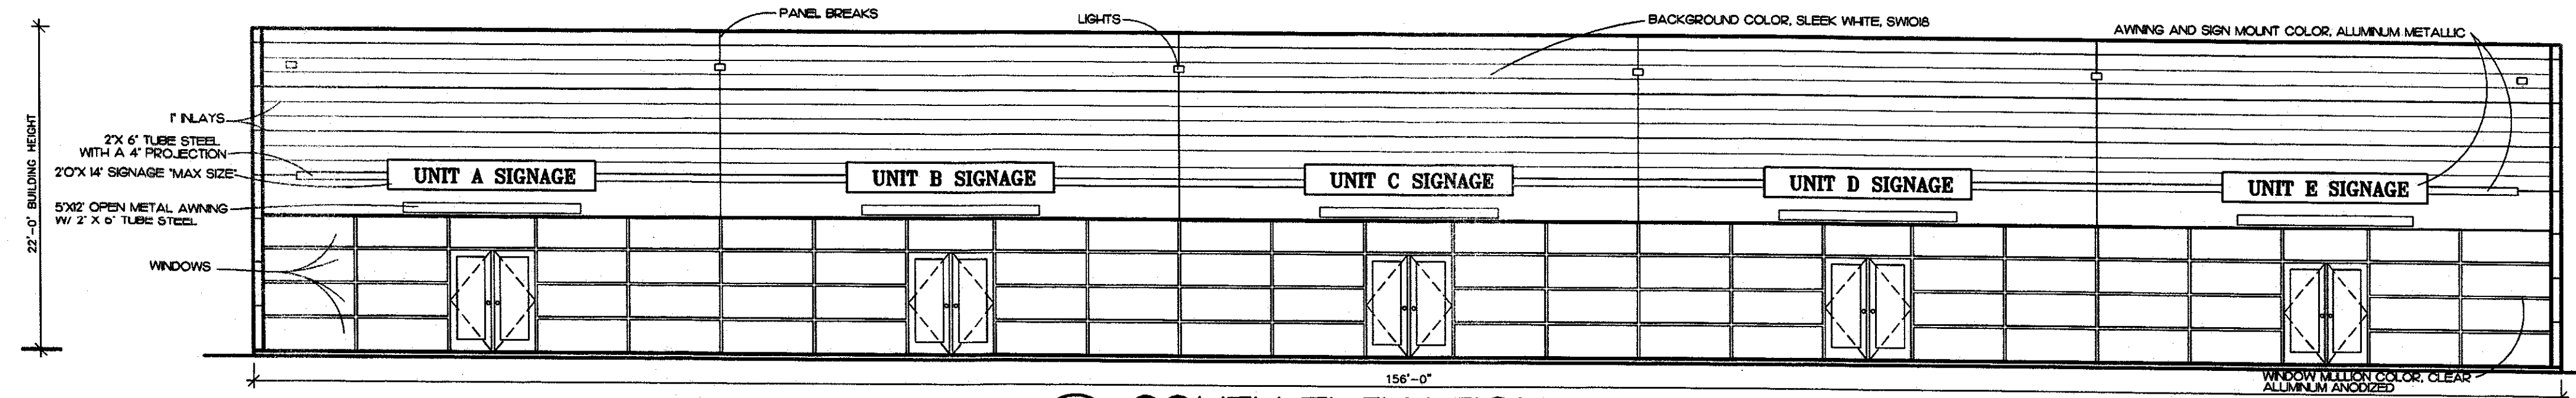 PANEL BREAKS
LIGHTS
BACKGROUND COLOR, SLEEK WHITE, SW1018
AWNING AND SIGN MOUNT COLOR, ALUMINUM METALLIC
22'-0" BUILDING HEIGHT
1" INLAYS
2"X 6" TUBE STEEL
WITH A 4" PROJECTION
2'0"X 14' SIGNAGE "MAX SIZE"
5'X12' OPEN METAL AWNING
W/ 2" X 6" TUBE STEEL
WINDOWS
UNIT A SIGNAGE
UNIT B SIGNAGE
UNIT C SIGNAGE
UNIT D SIGNAGE
UNIT E SIGNAGE
156'-0"
WINDOW MULLION COLOR, CLEAR
ALUMINUM ANODIZED